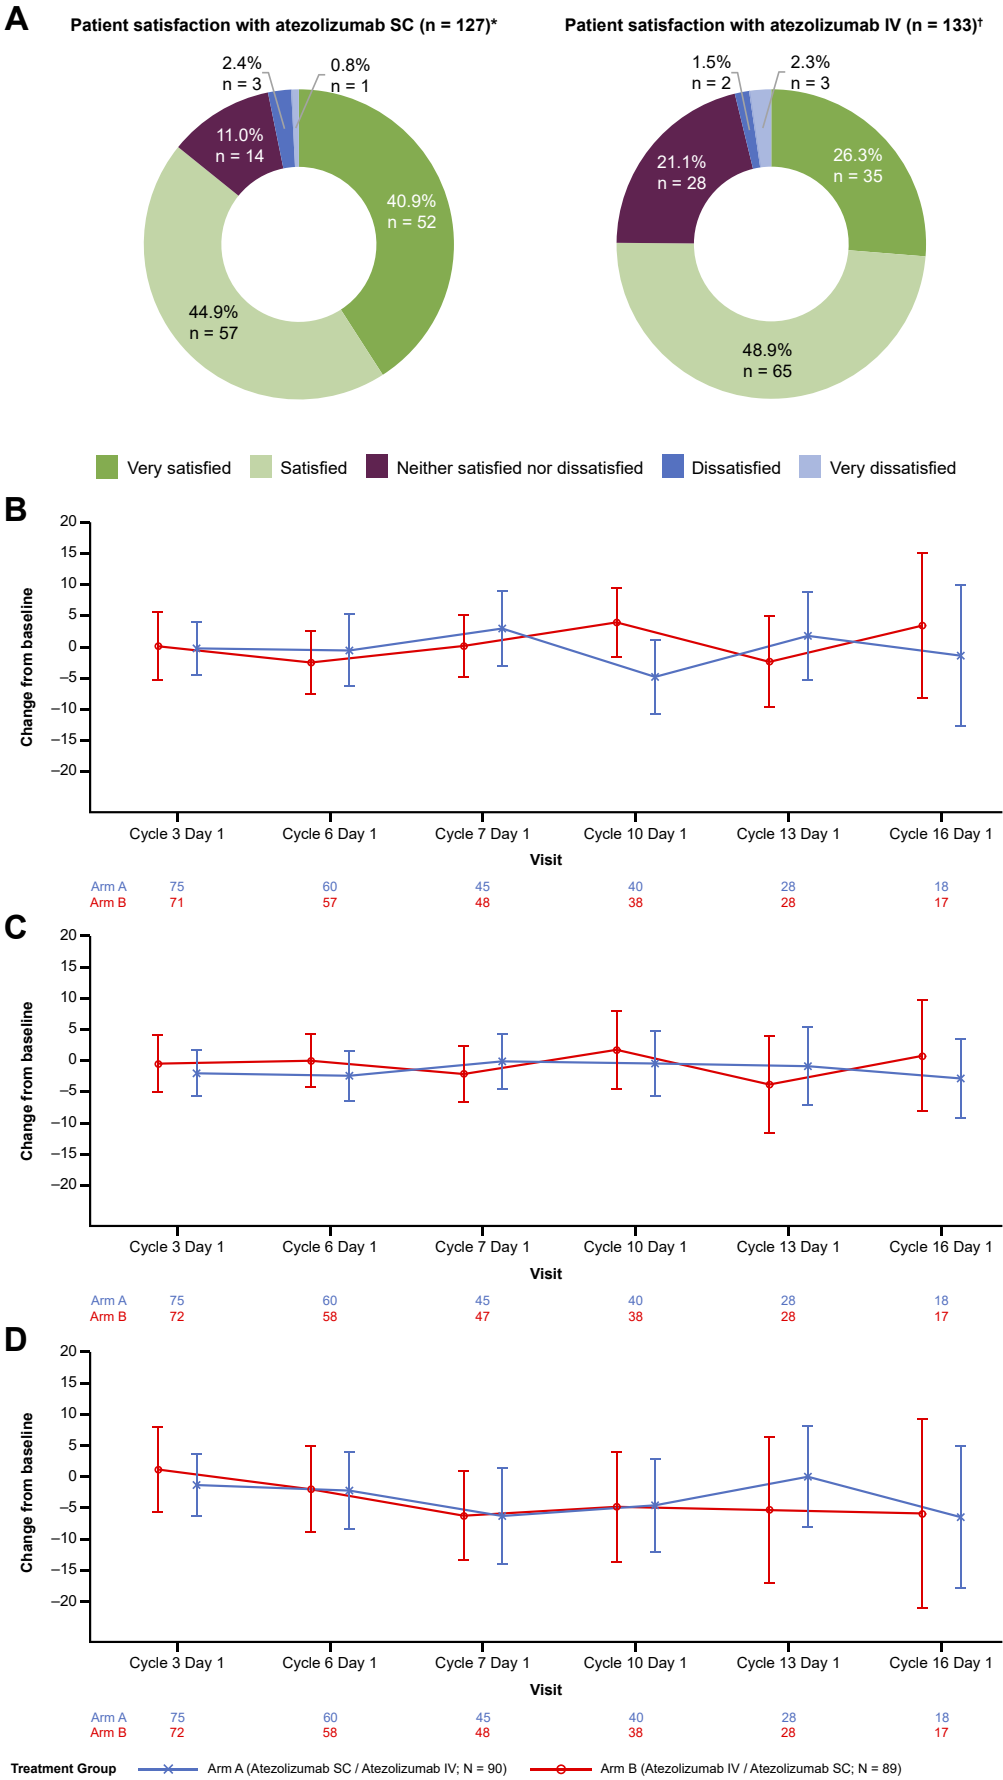 A
Patient satisfaction with atezolizumab SC (n = 127)*
2.4%
n = 3
0.8%
n = 1
11.0%
n = 14
40.9%
n = 52
44.9%
n = 57
Patient satisfaction with atezolizumab IV (n = 133)†
1.5%
n = 2
2.3%
n = 3
21.1%
n = 28
26.3%
n = 35
48.9%
n = 65
Very satisfied Satisfied Neither satisfied nor dissatisfied Dissatisfied Very dissatisfied
B
Change from baseline
20
15
10
5
0
–5
–10
–15
–20
Cycle 3 Day 1 Cycle 6 Day 1 Cycle 7 Day 1 Cycle 10 Day 1 Cycle 13 Day 1 Cycle 16 Day 1
Visit
Arm A 75 60 45 40 28 18
Arm B 71 57 48 38 28 17
C
Change from baseline
20
15
10
5
0
–5
–10
–15
–20
Cycle 3 Day 1 Cycle 6 Day 1 Cycle 7 Day 1 Cycle 10 Day 1 Cycle 13 Day 1 Cycle 16 Day 1
Visit
Arm A 75 60 45 40 28 18
Arm B 72 58 47 38 28 17
D
Change from baseline
20
15
10
5
0
–5
–10
–15
–20
Cycle 3 Day 1 Cycle 6 Day 1 Cycle 7 Day 1 Cycle 10 Day 1 Cycle 13 Day 1 Cycle 16 Day 1
Visit
Arm A 75 60 45 40 28 18
Arm B 72 58 48 38 28 17
Treatment Group Arm A (Atezolizumab SC / Atezolizumab IV; N = 90) Arm B (Atezolizumab IV / Atezolizumab SC; N = 89)